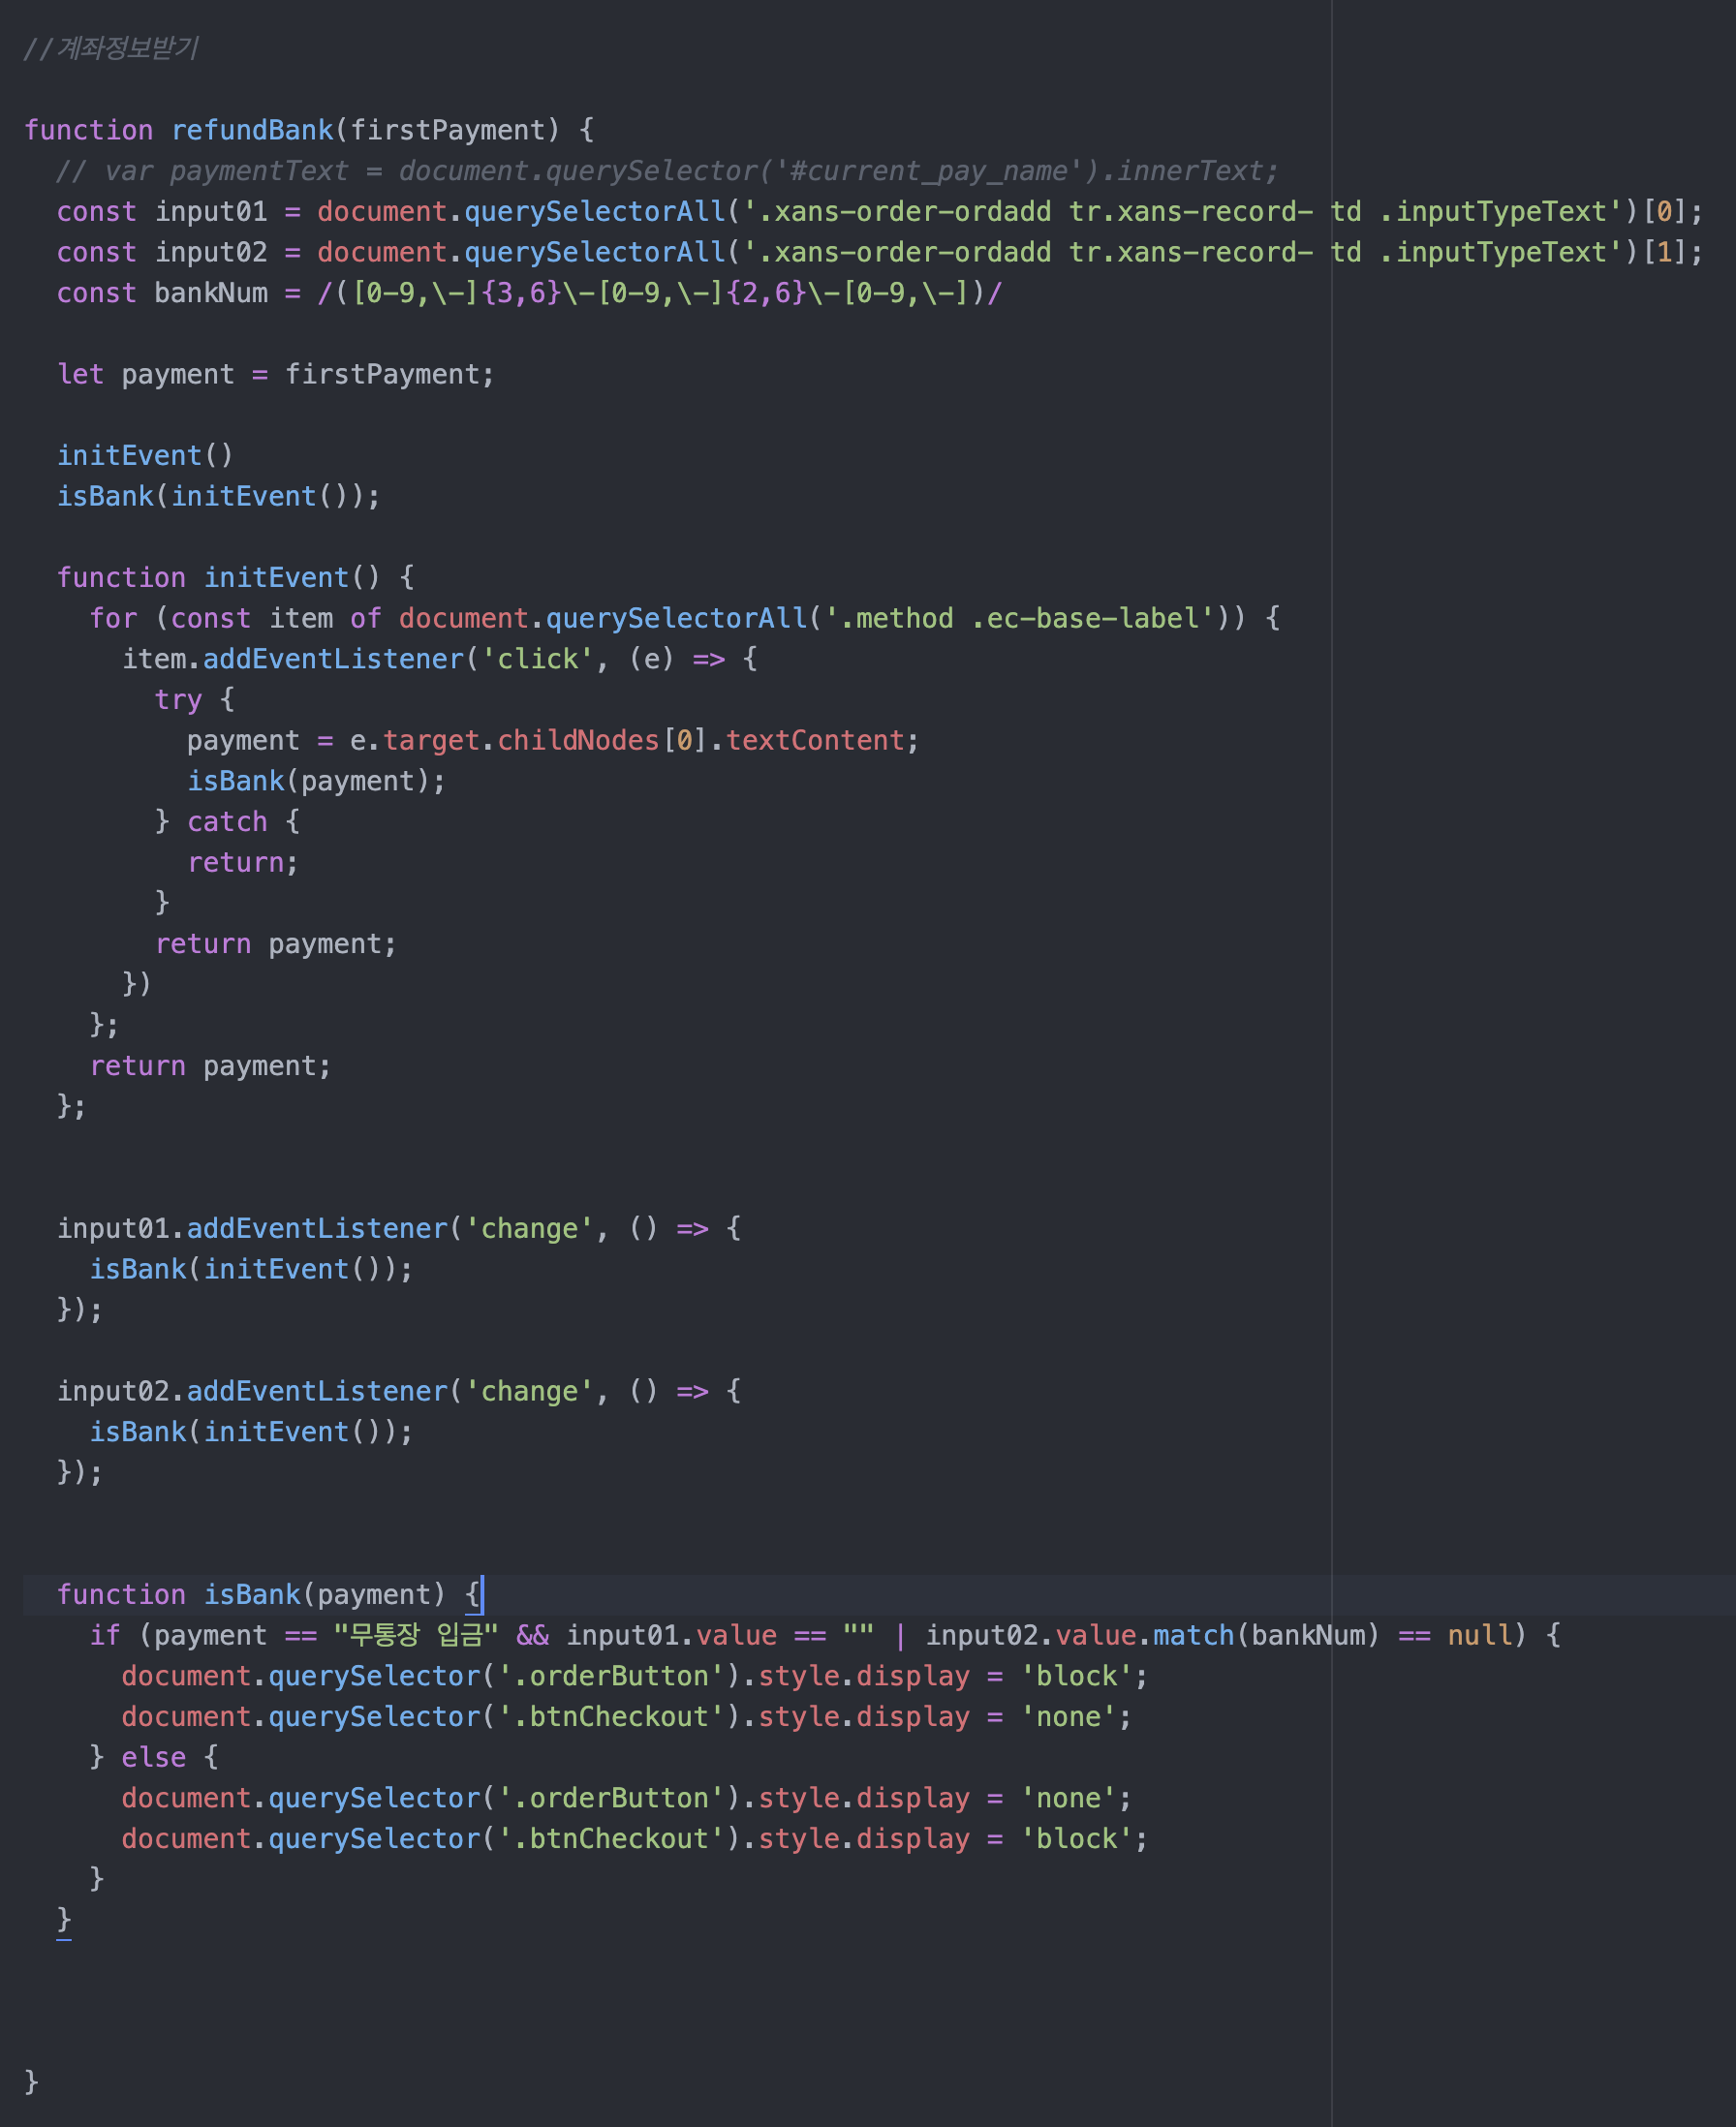 //계좌정보받기
function refundBank(firstPayment) {
// var paymentText = document.querySelector('#current_pay_name').innerText;
const input01 = document.querySelectorAll('.xans-order-ordadd tr.xans-record- td .inputTypeText')[0];
const input02 = document.querySelectorAll('.xans-order-ordadd tr.xans-record- td .inputTypeText')[1];
const bankNum = /([0-9,\-]{3,6}\-[0-9,\-]{2,6}\-[0-9,\-])/
let payment = firstPayment;
initEvent()
isBank(initEvent());
function initEvent() {
for (const item of document.querySelectorAll('.method .ec-base-label')) {
item.addEventListener('click', (e) => {
try {
payment = e.target.childNodes[0].textContent;
isBank(payment);
} catch {
return;
}
return payment;
})
};
return payment;
};
input01.addEventListener('change', () => {
isBank(initEvent());
});
input02.addEventListener('change', () => {
isBank(initEvent());
});
function isBank(payment) {
if (payment == "무통장 입금" && input01.value == "" | input02.value.match(bankNum) == null) {
document.querySelector('.orderButton').style.display = 'block';
document.querySelector('.btnCheckout').style.display = 'none';
} else {
document.querySelector('.orderButton').style.display = 'none';
document.querySelector('.btnCheckout').style.display = 'block';
}
}
}